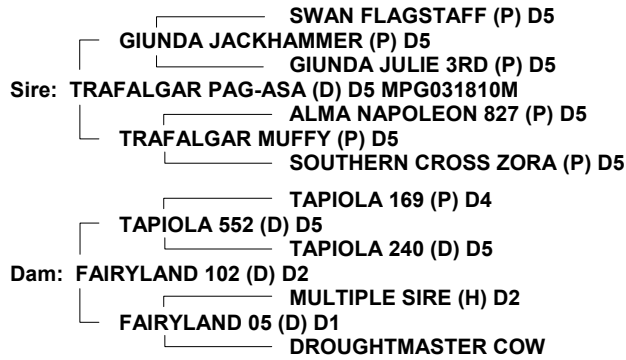 SWAN FLAGSTAFF (P) D5
GIUNDA JACKHAMMER (P) D5
GIUNDA JULIE 3RD (P) D5
Sire: TRAFALGAR PAG-ASA (D) D5 MPG031810M
ALMA NAPOLEON 827 (P) D5
TRAFALGAR MUFFY (P) D5
SOUTHERN CROSS ZORA (P) D5
TAPIOLA 169 (P) D4
TAPIOLA 552 (D) D5
TAPIOLA 240 (D) D5
Dam: FAIRYLAND 102 (D) D2
MULTIPLE SIRE (H) D2
FAIRYLAND 05 (D) D1
DROUGHTMASTER COW